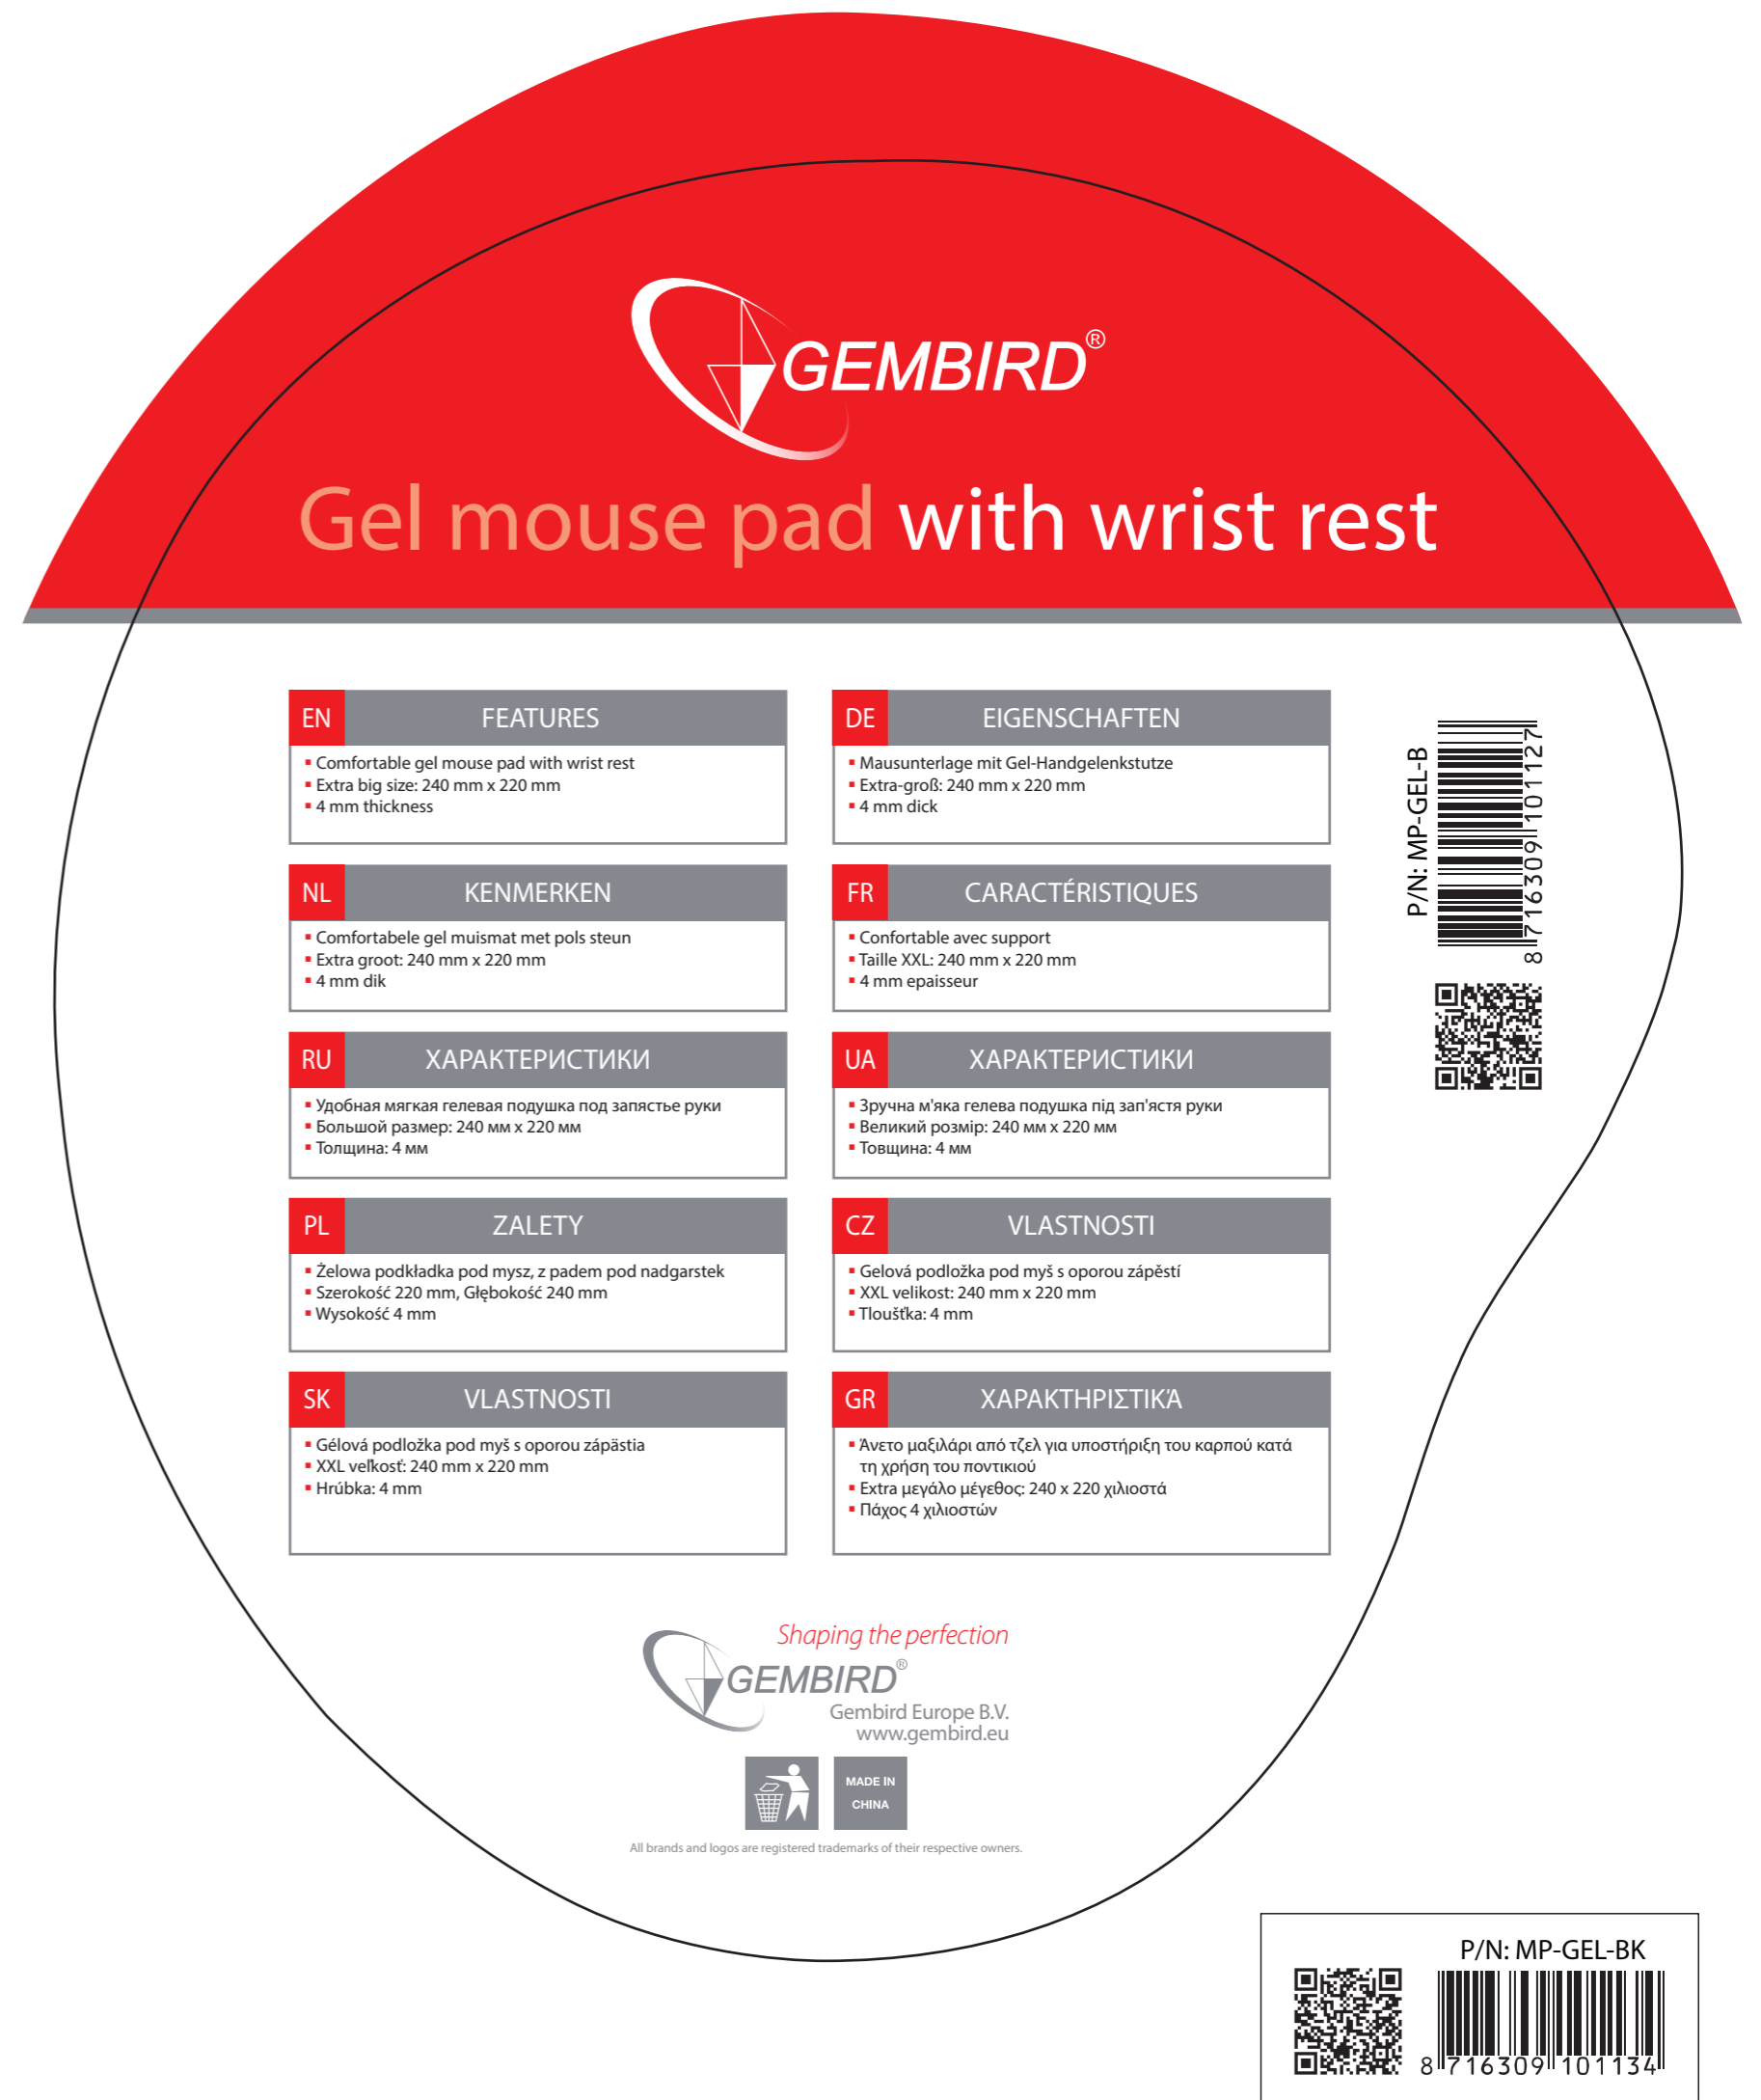 GEMBIRD®
Gel mouse pad with wrist rest
EN FEATURES
▪ Comfortable gel mouse pad with wrist rest
▪ Extra big size: 240 mm x 220 mm
▪ 4 mm thickness
DE EIGENSCHAFTEN
▪ Mausunterlage mit Gel-Handgelenkstutze
▪ Extra-groß: 240 mm x 220 mm
▪ 4 mm dick
NL KENMERKEN
▪ Comfortabele gel muismat met pols steun
▪ Extra groot: 240 mm x 220 mm
▪ 4 mm dik
FR CARACTÉRISTIQUES
▪ Confortable avec support
▪ Taille XXL: 240 mm x 220 mm
▪ 4 mm epaisseur
RU ХАРАКТЕРИСТИКИ
▪ Удобная мягкая гелевая подушка под запястье руки
▪ Большой размер: 240 мм x 220 мм
▪ Толщина: 4 мм
UA ХАРАКТЕРИСТИКИ
▪ Зручна м'яка гелева подушка під зап'ястя руки
▪ Великий розмір: 240 мм x 220 мм
▪ Товщина: 4 мм
PL ZALETY
▪ Żelowa podkładka pod mysz, z padem pod nadgarstek
▪ Szerokość 220 mm, Głębokość 240 mm
▪ Wysokość 4 mm
CZ VLASTNOSTI
▪ Gelová podložka pod myš s oporou zápěstí
▪ XXL velikost: 240 mm x 220 mm
▪ Tloušťka: 4 mm
SK VLASTNOSTI
▪ Gélová podložka pod myš s oporou zápästia
▪ XXL veľkosť: 240 mm x 220 mm
▪ Hrúbka: 4 mm
GR ΧΑΡΑΚΤΗΡΙΣΤΙΚΆ
▪ Άνετο μαξιλάρι από τζελ για υποστήριξη του καρπού κατά
τη χρήση του ποντικιού
▪ Extra μεγάλο μέγεθος: 240 x 220 χιλιοστά
▪ Πάχος 4 χιλιοστών
P/N: MP-GEL-B
8 716309 101127
Shaping the perfection
GEMBIRD®
Gembird Europe B.V.
www.gembird.eu
MADE IN
CHINA
All brands and logos are registered trademarks of their respective owners.
P/N: MP-GEL-BK
8 716309 101134